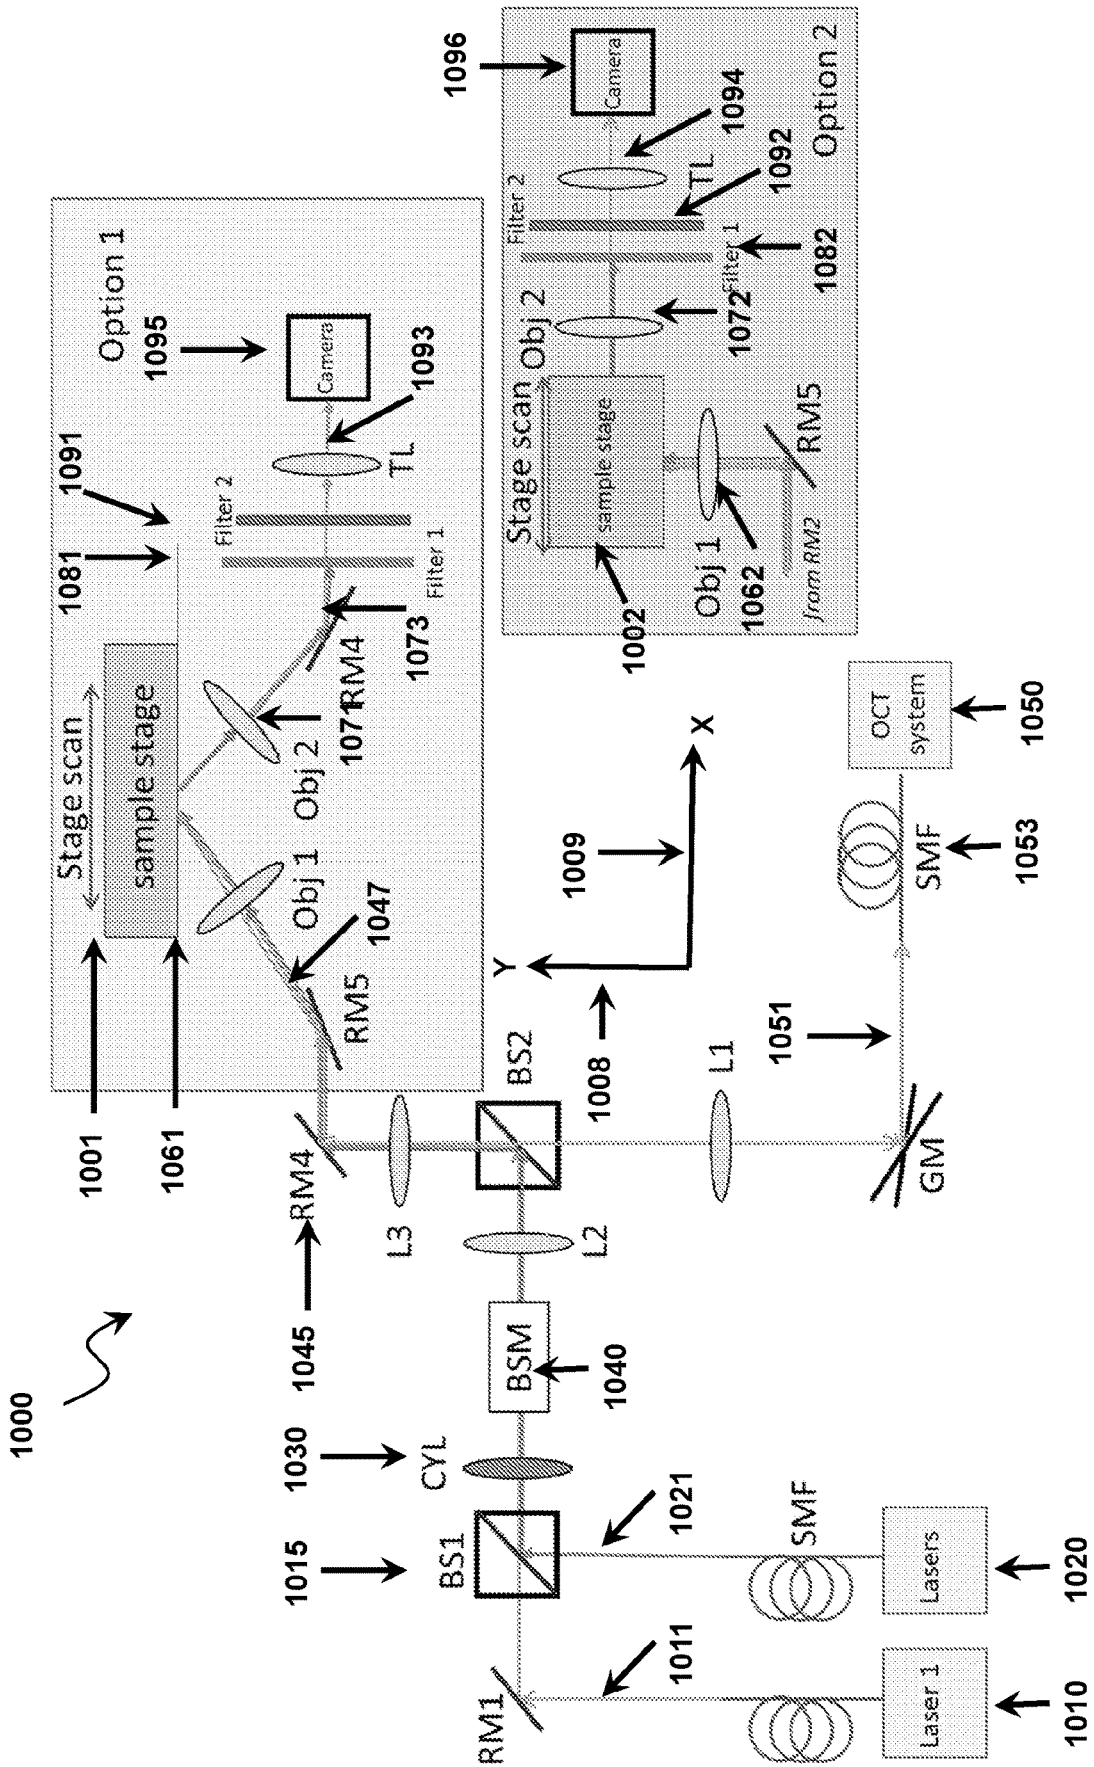 1000
1010
Laser 1
1011
RM1
1020
Lasers
SMF
1021
1015
BS1
1030
CYL
BSM
1040
L2
L3
1045
RM4
BS2
L1
GM
1051
SMF
1053
OCT
system
1050
Y
X
1008
1009
Option 1
1001
1061
Stage scan
sample stage
RM5
1047
Obj 1
Obj 2
1071
RM4
1073
1081
1091
Filter 1
Filter 2
TL
1093
Camera
1095
Option 2
Stage scan
sample stage
1002
from RM2
RM5
Obj 1
1062
Obj 2
1072
Filter 1
1082
Filter 2
1092
TL
1094
Camera
1096